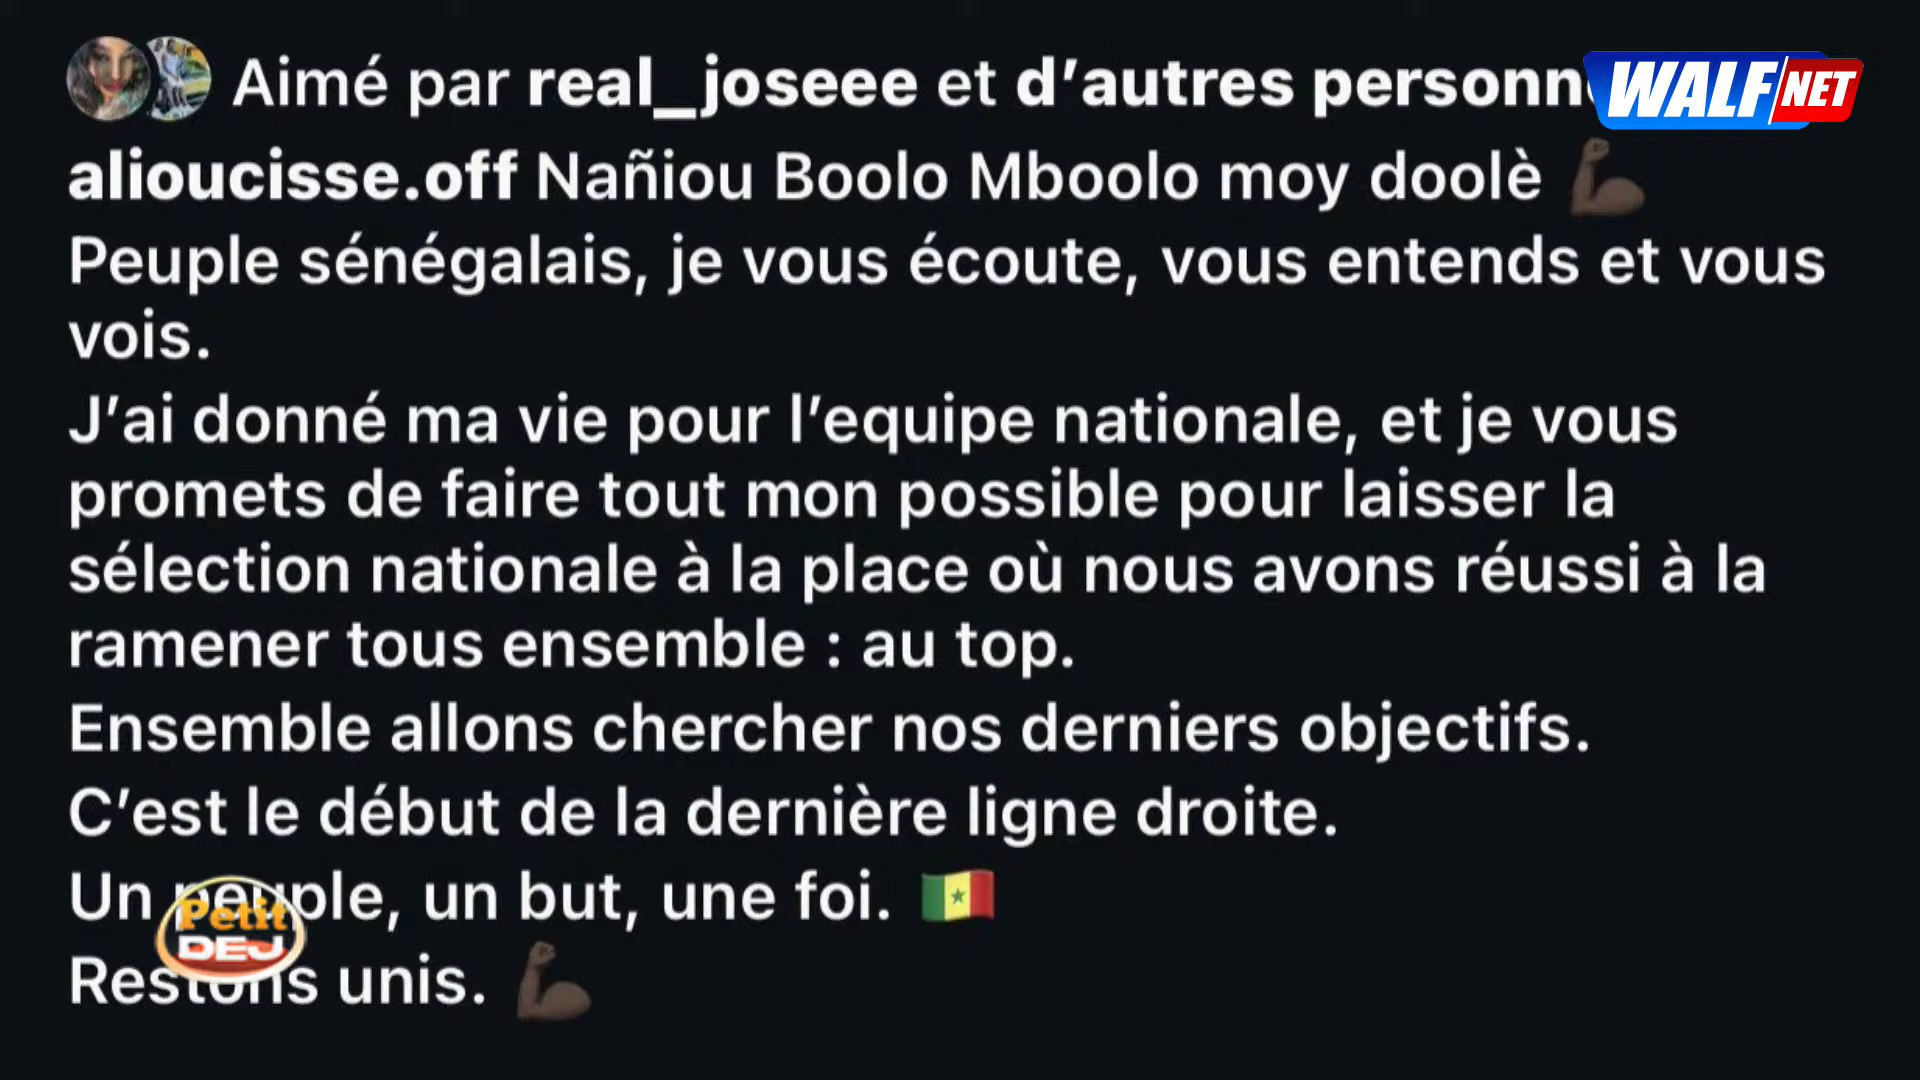 Aimé par real_joseee et d’autres
WALF NET
alioucisse.off Nañiou Boolo Mboolo moy doolè 💪🏿
Peuple sénégalais, je vous écoute, vous entends et vous
vois.
J’ai donné ma vie pour l’equipe nationale, et je vous
promets de faire tout mon possible pour laisser la
sélection nationale à la place où nous avons réussi à la
ramener tous ensemble : au top.
Ensemble allons chercher nos derniers objectifs.
C’est le début de la dernière ligne droite.
Un peuple, un but, une foi. 🇸🇳
Petit
DEJ
Restons unis. 💪🏿